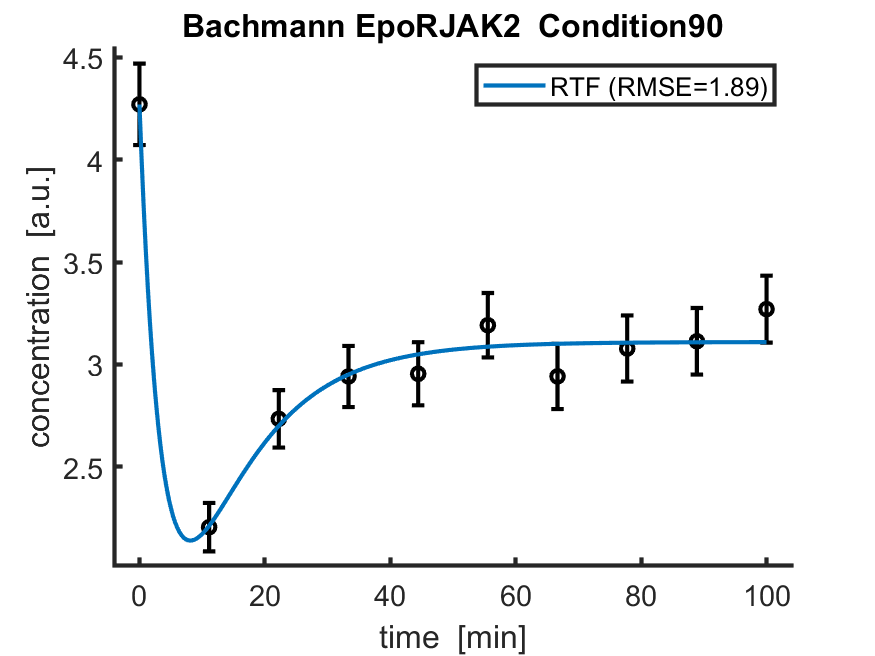 Bachmann EpoRJAK2 Condition90
RTF (RMSE=1.89)
concentration [a.u.]
4.5
4
3.5
3
2.5
0 20 40 60 80 100
time [min]